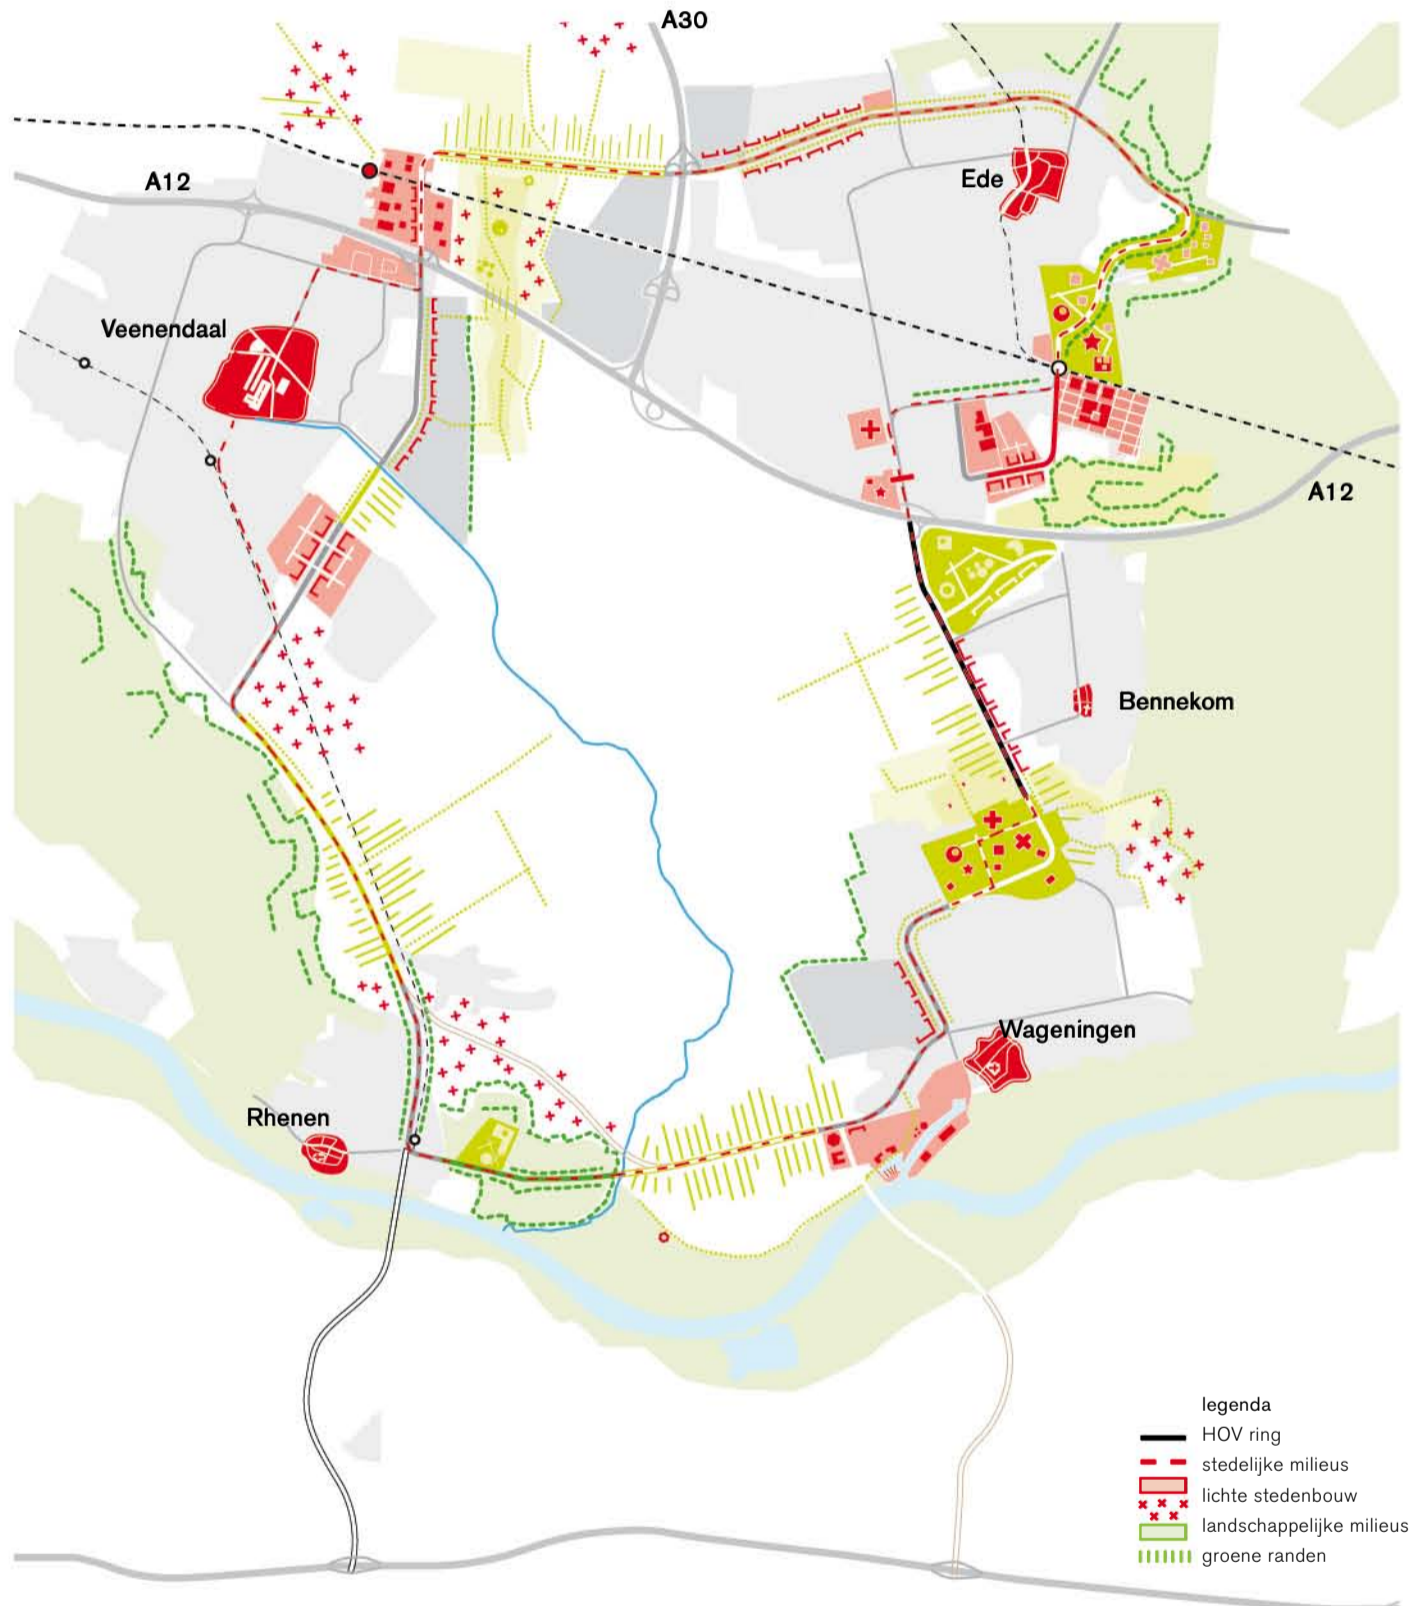 A30
A12
Ede
Veenendaal
A12
Bennekom
Wageningen
Rhenen
legenda
HOV ring
stedelijke milieus
lichte stedenbouw
landschappelijke milieus
groene randen